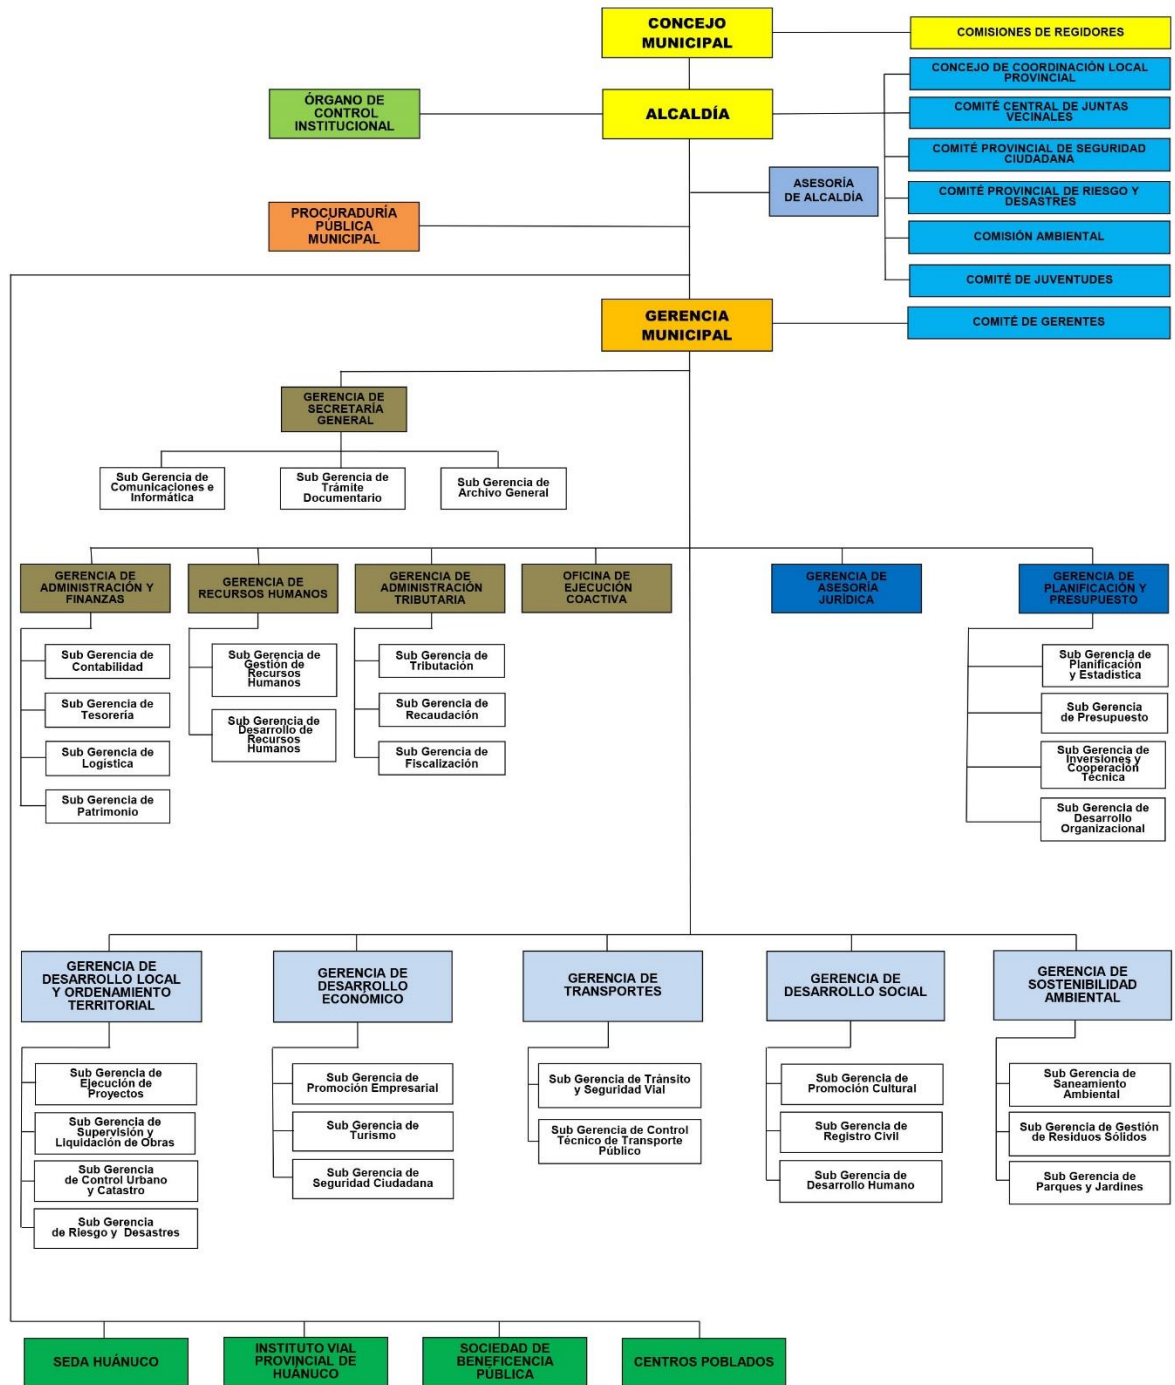 CONCEJO
MUNICIPAL
COMISIONES DE REGIDORES
CONCEJO DE COORDINACIÓN LOCAL
PROVINCIAL
ÓRGANO DE
CONTROL
INSTITUCIONAL
ALCALDÍA
COMITÉ CENTRAL DE JUNTAS
VECINALES
COMITÉ PROVINCIAL DE SEGURIDAD
CIUDADANA
ASESORÍA
DE ALCALDÍA
COMITÉ PROVINCIAL DE RIESGO Y
DESASTRES
PROCURADURÍA
PÚBLICA
MUNICIPAL
COMISIÓN AMBIENTAL
COMITÉ DE JUVENTUDES
GERENCIA
MUNICIPAL
COMITÉ DE GERENTES
GERENCIA DE
SECRETARÍA
GENERAL
Sub Gerencia de
Comunicaciones e
Informática
Sub Gerencia de
Trámite
Documentario
Sub Gerencia de
Archivo General
GERENCIA DE
ADMINISTRACIÓN Y
FINANZAS
GERENCIA DE
RECURSOS HUMANOS
GERENCIA DE
ADMINISTRACIÓN
TRIBUTARIA
OFICINA DE
EJECUCIÓN
COACTIVA
GERENCIA DE
ASESORÍA
JURÍDICA
GERENCIA DE
PLANIFICACIÓN Y
PRESUPUESTO
Sub Gerencia de
Contabilidad
Sub Gerencia de
Tesorería
Sub Gerencia de
Logística
Sub Gerencia de
Patrimonio
Sub Gerencia de
Gestión de
Recursos
Humanos
Sub Gerencia de
Desarrollo de
Recursos
Humanos
Sub Gerencia de
Tributación
Sub Gerencia de
Recaudación
Sub Gerencia de
Fiscalización
Sub Gerencia de
Planificación
y Estadística
Sub Gerencia
de Presupuesto
Sub Gerencia de
Inversiones y
Cooperación
Técnica
Sub Gerencia de
Desarrollo
Organizacional
GERENCIA DE
DESARROLLO LOCAL
Y ORDENAMIENTO
TERRITORIAL
GERENCIA DE
DESARROLLO
ECONÓMICO
GERENCIA DE
TRANSPORTES
GERENCIA DE
DESARROLLO SOCIAL
GERENCIA DE
SOSTENIBILIDAD
AMBIENTAL
Sub Gerencia de
Ejecución de
Proyectos
Sub Gerencia de
Supervisión y
Liquidación de Obras
Sub Gerencia
de Control Urbano
y Catastro
Sub Gerencia
de Riesgo y Desastres
Sub Gerencia de
Promoción Empresarial
Sub Gerencia de
Turismo
Sub Gerencia de
Seguridad Ciudadana
Sub Gerencia de Tránsito
y Seguridad Vial
Sub Gerencia de Control
Técnico de Transporte
Público
Sub Gerencia de
Promoción Cultural
Sub Gerencia de
Registro Civil
Sub Gerencia de
Desarrollo Humano
Sub Gerencia de
Saneamiento
Ambiental
Sub Gerencia de Gestión
de Residuos Sólidos
Sub Gerencia de
Parques y Jardines
SEDA HUÁNUCO
INSTITUTO VIAL
PROVINCIAL DE
HUÁNUCO
SOCIEDAD DE
BENEFICENCIA
PÚBLICA
CENTROS POBLADOS